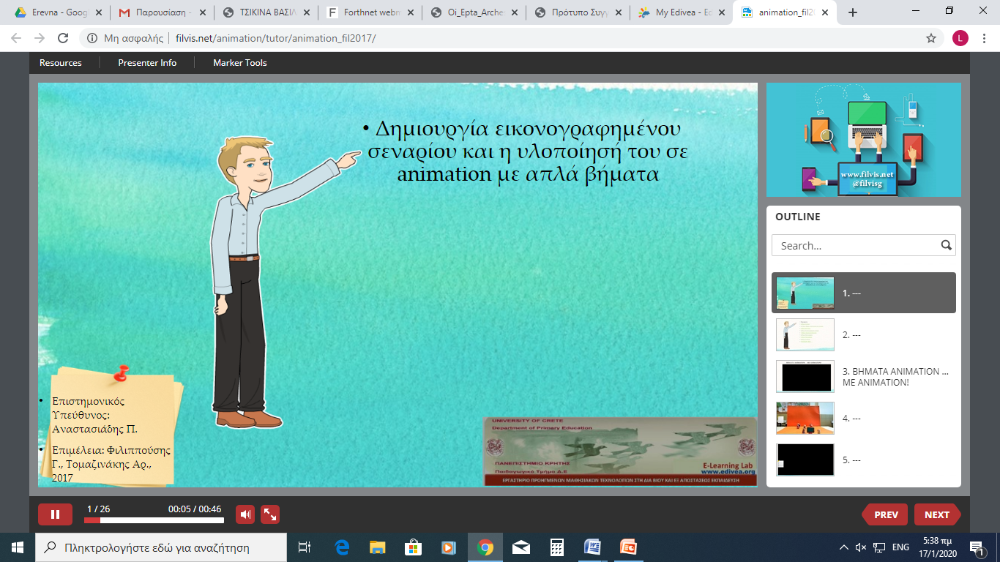 Erevna - Goog
Παρουσίαση -
ΤΣΙΚΙΝΑ ΒΑΣΙΛ
Forthnet webm
Oi_Epta_Arche
Πρότυπο Συγγ
My Edivea - Ed
animation_fil20
Μη ασφαλής
filvis.net/animation/tutor/animation_fil2017/
L
Resources
Presenter Info
Marker Tools
• Δημιουργία εικονογραφημένου
σεναρίου και η υλοποίησή του σε
animation με απλά βήματα
• Επιστημονικός
Υπεύθυνος:
Αναστασιάδης Π.
• Επιμέλεια: Φιλιππούσης
Γ., Τομαζινάκης Αρ.,
2017
UNIVERSITY OF CRETE
Department of Primary Education
ΠΑΝΕΠΙΣΤΗΜΙΟ ΚΡΗΤΗΣ
Παιδαγωγικό Τμήμα Δ.Ε
E-Learning Lab
www.edivea.org
ΕΡΓΑΣΤΗΡΙΟ ΠΡΟΗΓΜΕΝΩΝ ΜΑΘΗΣΙΑΚΩΝ ΤΕΧΝΟΛΟΓΙΩΝ ΣΤΗ ΔΙΑ ΒΙΟΥ ΚΑΙ ΕΞ ΑΠΟΣΤΑΣΕΩΣ ΕΚΠΑΙΔΕΥΣΗ
www.filvis.net
@filvisg
OUTLINE
Search...
1. ---
2. ---
3. ΒΗΜΑΤΑ ANIMATION ...
ΜΕ ANIMATION!
4. ---
5. ---
1 / 26
00:05 / 00:46
PREV
NEXT
Πληκτρολογήστε εδώ για αναζήτηση
ENG
5:38 πμ
17/1/2020
1